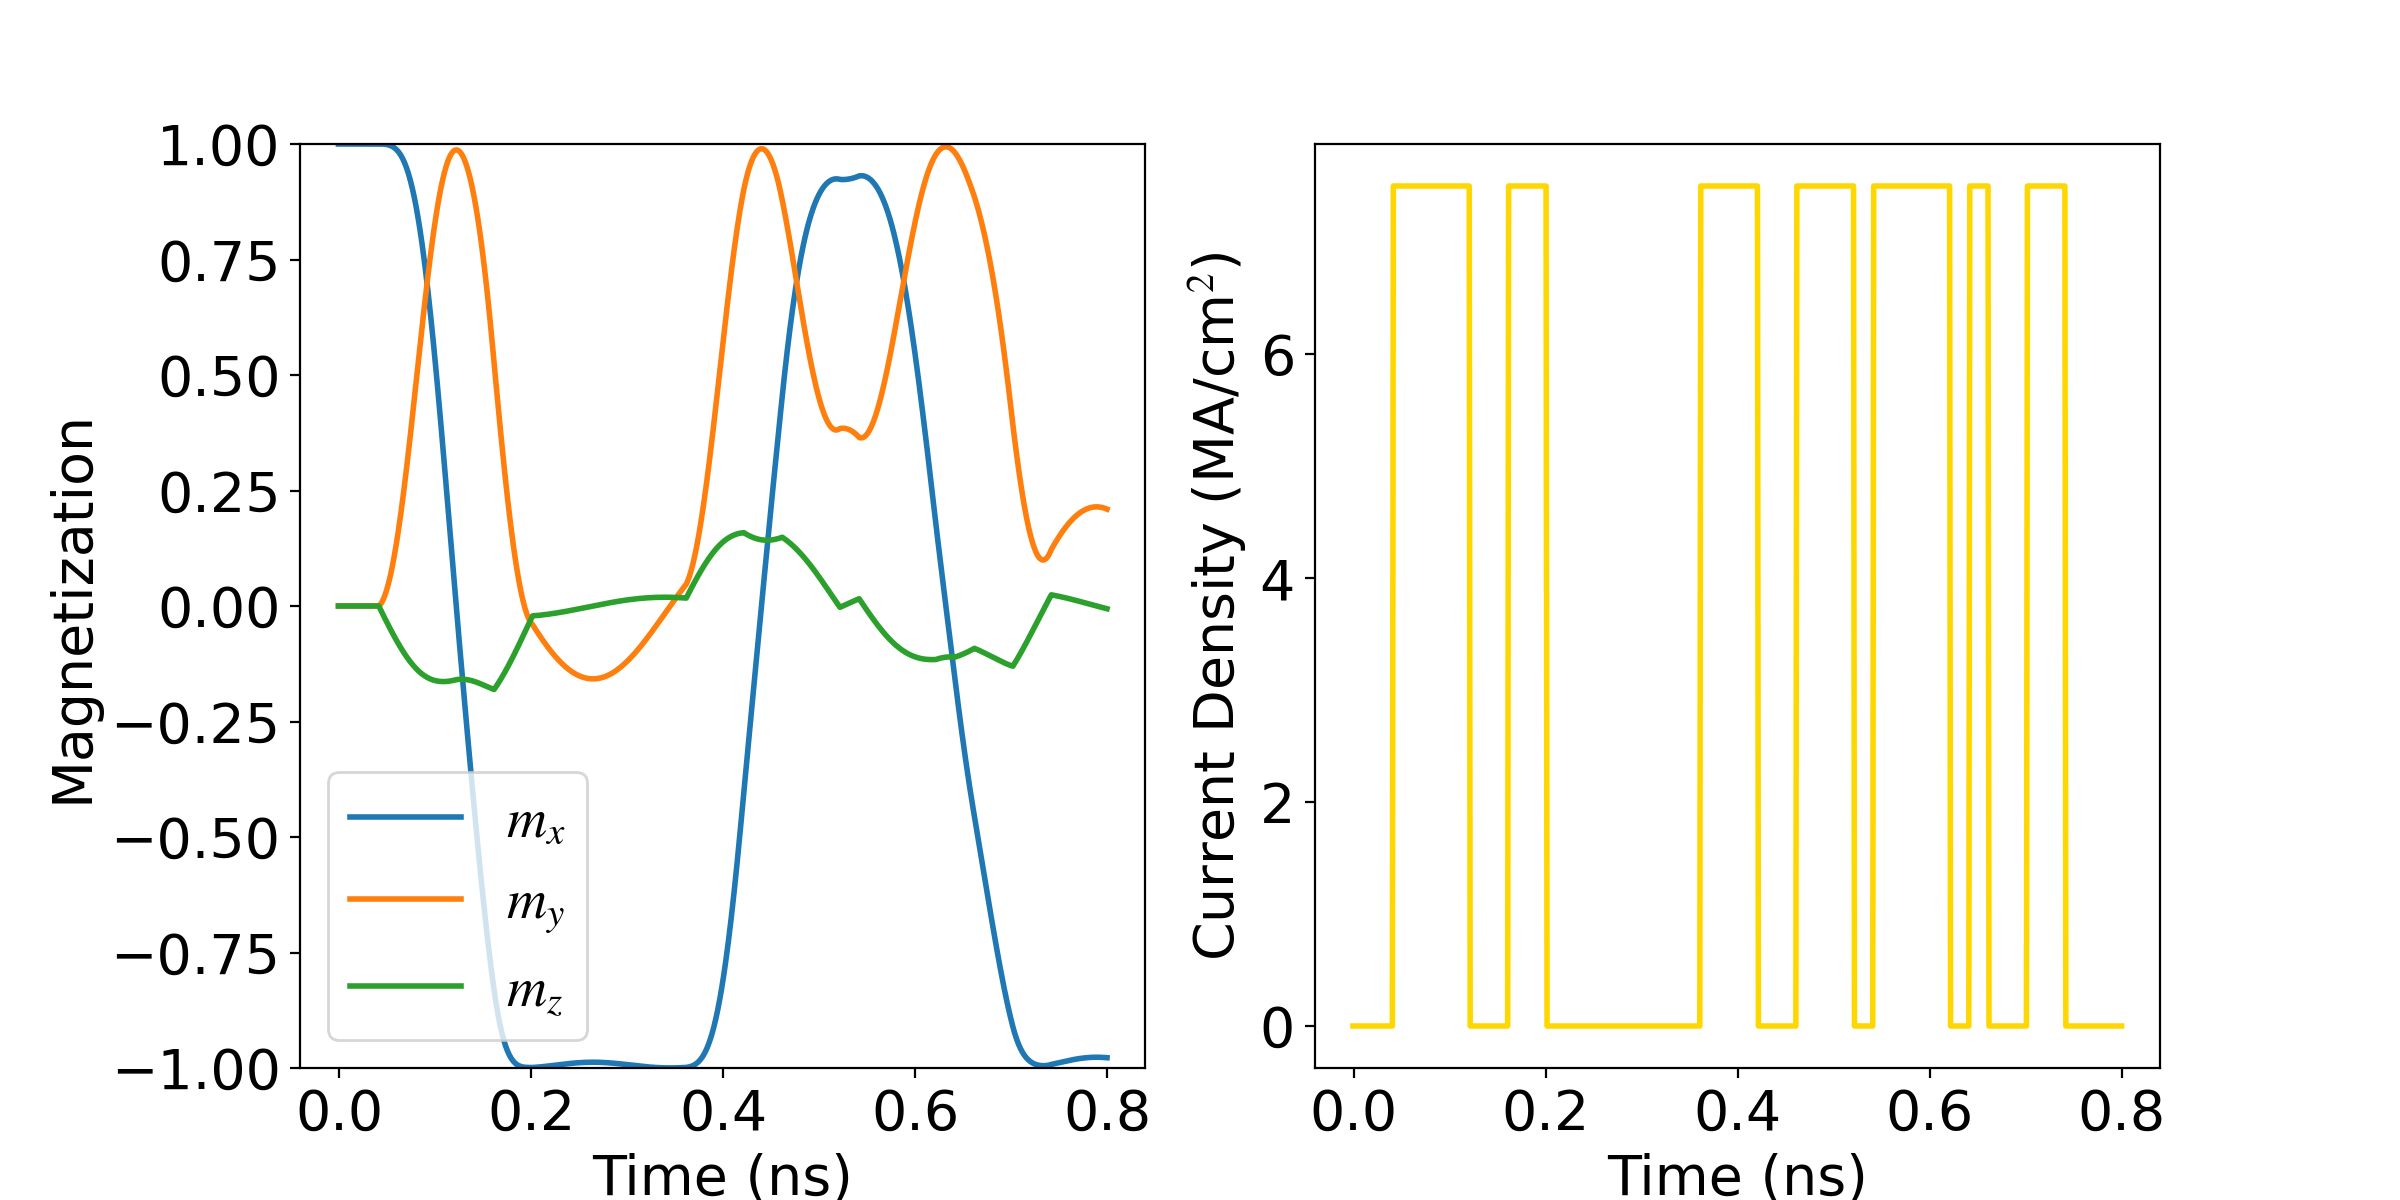 Magnetization
1.00
0.75
0.50
0.25
0.00
−0.25
−0.50
−0.75
−1.00
m_x
m_y
m_z
0.0 0.2 0.4 0.6 0.8
Time (ns)
Current Density (MA/cm²)
6
4
2
0
0.0 0.2 0.4 0.6 0.8
Time (ns)